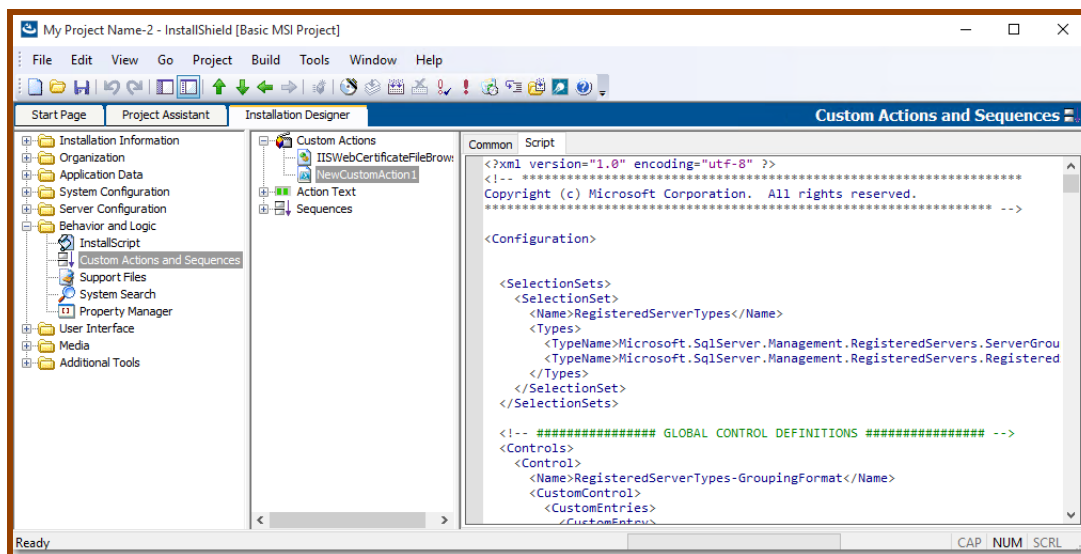 My Project Name-2 - InstallShield [Basic MSI Project]
File Edit View Go Project Build Tools Window Help
Start Page Project Assistant Installation Designer Custom Actions and Sequences
Installation Information
Organization
Application Data
System Configuration
Server Configuration
Behavior and Logic
InstallScript
Custom Actions and Sequences
Support Files
System Search
Property Manager
User Interface
Media
Additional Tools
Custom Actions
IISWebCertificateFileBrow
NewCustomAction1
Action Text
Sequences
Common Script
<?xml version="1.0" encoding="utf-8" ?>
<!-- ***********************************************************************
Copyright (c) Microsoft Corporation.  All rights reserved.
******************************************************************** -->
<Configuration>
<SelectionSets>
<SelectionSet>
<Name>RegisteredServerTypes</Name>
<Types>
<TypeName>Microsoft.SqlServer.Management.RegisteredServers.ServerGrou
<TypeName>Microsoft.SqlServer.Management.RegisteredServers.Registered
</Types>
</SelectionSet>
</SelectionSets>
<!-- ################ GLOBAL CONTROL DEFINITIONS ################ -->
<Controls>
<Control>
<Name>RegisteredServerTypes-GroupingFormat</Name>
<CustomControl>
<CustomEntries>
<CustomEntry>
Ready CAP NUM SCRL